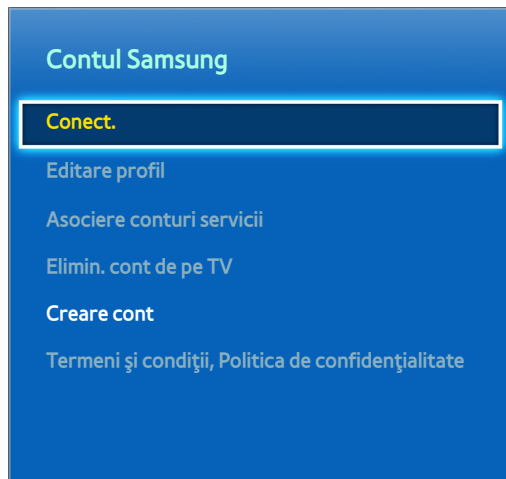 Contul Samsung
Conect.
Editare profil
Asociere conturi servicii
Elimin. cont de pe TV
Creare cont
Termeni şi condiţii, Politica de confidenţialitate